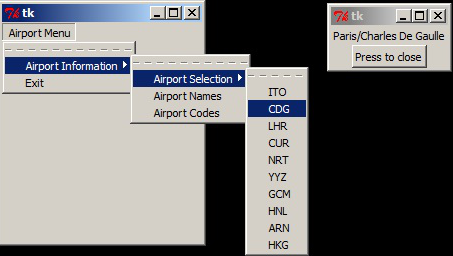 tk
Airport Menu
Airport Information
Exit
Airport Selection
Airport Names
Airport Codes
ITO
CDG
LHR
CUR
NRT
YYZ
GCM
HNL
ARN
HKG
tk
Paris/Charles De Gaulle
Press to close